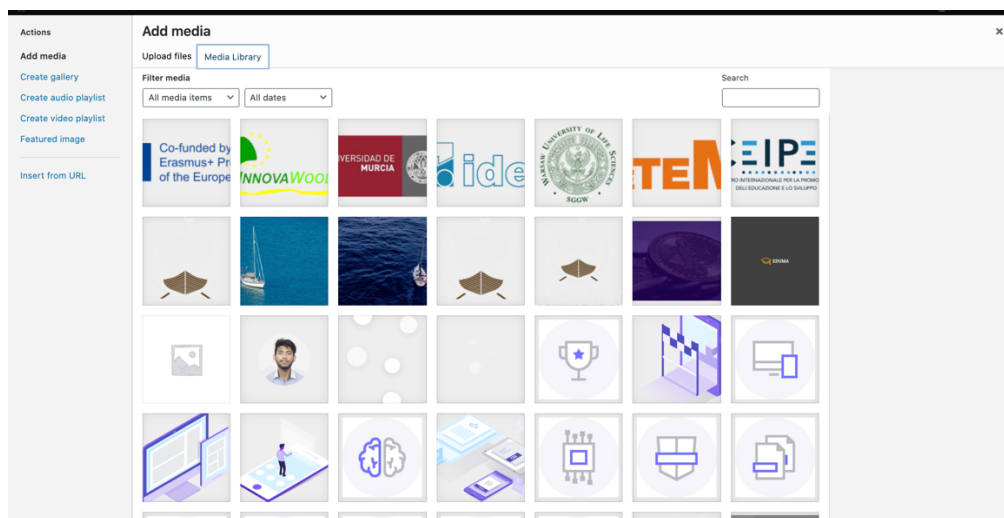 Actions
Add media
Create gallery
Create audio playlist
Create video playlist
Featured image
Insert from URL
Add media
Upload files
Media Library
Filter media
Search
All media items
All dates
Co-funded by
Erasmus+ Pr
of the Europe
INNOVAWOOL
IVERSIDAD DE
MURCIA
ide
WARSAW UNIVERSITY OF LIFE SCIENCES
SGGW
TEM
CEIPE
RO INTERNAZIONALE PER LA PROMO
DELL'EDUCAZIONE E LO SVILUPPO